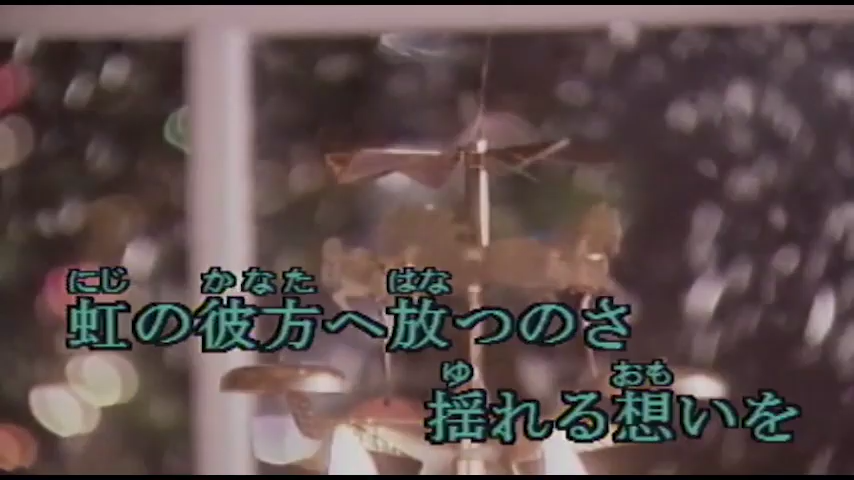 にじ かなた はな
虹の彼方へ放つのさ
ゆ おも
揺れる想いを